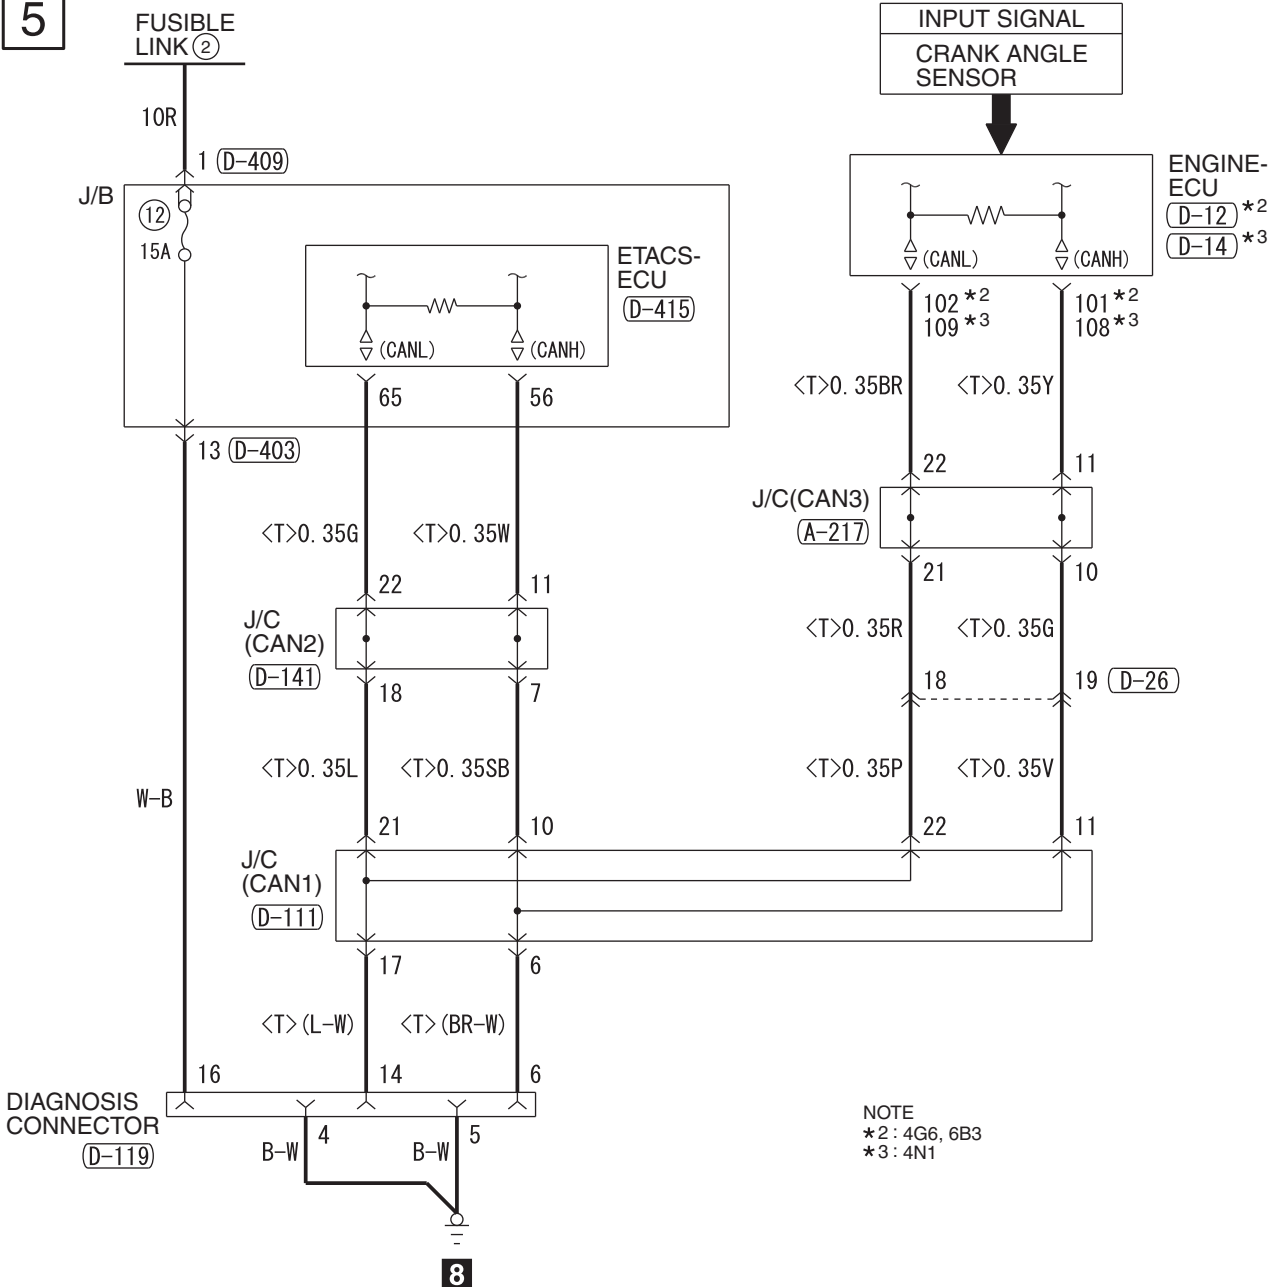 5
FUSIBLE
LINK 2
10R
1 D-409
J/B
12
15A
ETACS-
ECU
D-415
(CANL)
(CANH)
65
56
13 D-403
<T>0.35G
<T>0.35W
22
11
J/C
(CAN2)
D-141
18
7
<T>0.35L
<T>0.35SB
W-B
21
10
J/C
(CAN1)
D-111
17
6
<T>(L-W)
<T>(BR-W)
16
14
6
DIAGNOSIS
CONNECTOR
D-119
4
5
B-W
B-W
8
INPUT SIGNAL
CRANK ANGLE
SENSOR
ENGINE-
ECU
D-12 *2
D-14 *3
(CANL)
(CANH)
102 *2
109 *3
101 *2
108 *3
<T>0.35BR
<T>0.35Y
22
11
J/C(CAN3)
A-217
21
10
<T>0.35R
<T>0.35G
18
19 D-26
<T>0.35P
<T>0.35V
22
11
NOTE
*2 : 4G6, 6B3
*3 : 4N1